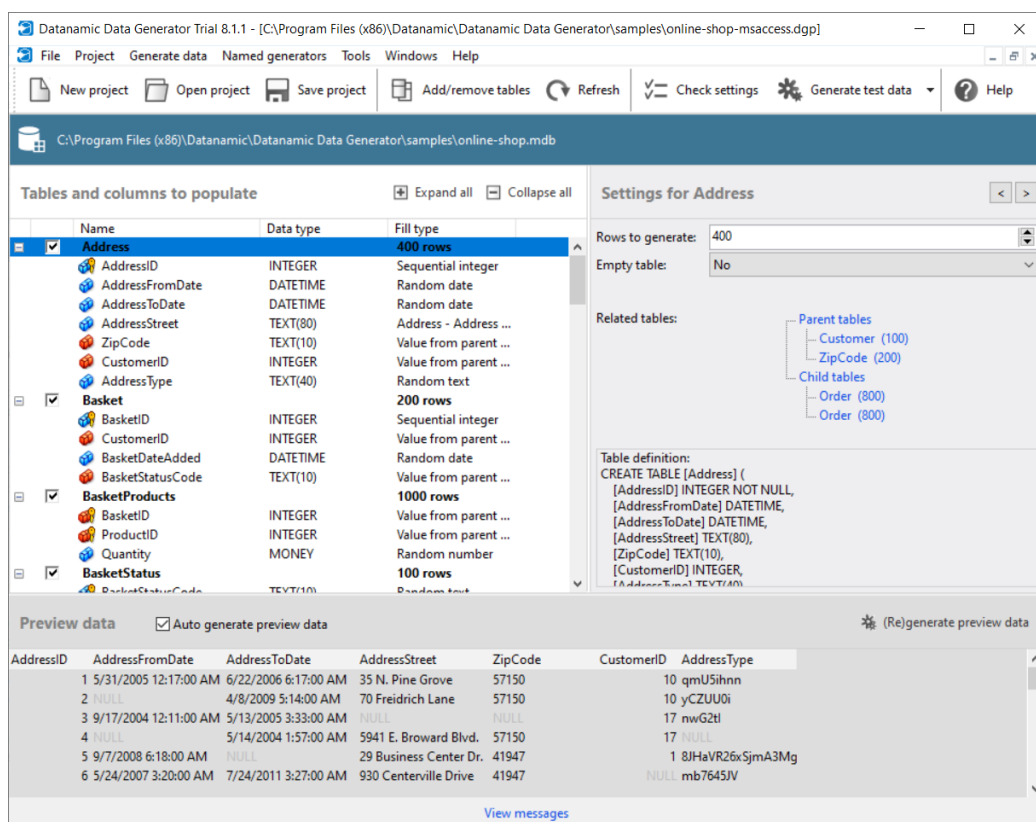 Datanamic Data Generator Trial 8.1.1 - [C:\Program Files (x86)\Datanamic\Datanamic Data Generator\samples\online-shop-msaccess.dgp]
File Project Generate data Named generators Tools Windows Help
New project Open project Save project Add/remove tables Refresh Check settings Generate test data Help
C:\Program Files (x86)\Datanamic\Datanamic Data Generator\samples\online-shop.mdb
Tables and columns to populate Expand all Collapse all
Name Data type Fill type
Address 400 rows
AddressID INTEGER Sequential integer
AddressFromDate DATETIME Random date
AddressToDate DATETIME Random date
AddressStreet TEXT(80) Address - Address ...
ZipCode TEXT(10) Value from parent ...
CustomerID INTEGER Value from parent ...
AddressType TEXT(40) Random text
Basket 200 rows
BasketID INTEGER Sequential integer
CustomerID INTEGER Value from parent ...
BasketDateAdded DATETIME Random date
BasketStatusCode TEXT(10) Value from parent ...
BasketProducts 1000 rows
BasketID INTEGER Value from parent ...
ProductID INTEGER Value from parent ...
Quantity MONEY Random number
BasketStatus 100 rows
BasketStatusCode TEXT(10) Random text
Settings for Address < >
Rows to generate: 400
Empty table: No
Related tables:
Parent tables
Customer (100)
ZipCode (200)
Child tables
Order (800)
Order (800)
Table definition:
CREATE TABLE [Address] (
[AddressID] INTEGER NOT NULL,
[AddressFromDate] DATETIME,
[AddressToDate] DATETIME,
[AddressStreet] TEXT(80),
[ZipCode] TEXT(10),
[CustomerID] INTEGER,
[AddressType] TEXT(40),
Preview data Auto generate preview data (Re)generate preview data
AddressID AddressFromDate AddressToDate AddressStreet ZipCode CustomerID AddressType
1 5/31/2005 12:17:00 AM 6/22/2006 6:17:00 AM 35 N. Pine Grove 57150 10 qmU5ihnn
2 NULL 4/8/2009 5:14:00 AM 70 Freidrich Lane 57150 10 yCZUU0i
3 9/17/2004 12:11:00 AM 5/13/2005 3:33:00 AM NULL NULL 17 nwG2tl
4 NULL 5/14/2004 1:57:00 AM 5941 E. Broward Blvd. 57150 17 NULL
5 9/7/2008 6:18:00 AM NULL 29 Business Center Dr. 41947 1 8JHaVR26xSjmA3Mg
6 5/24/2007 3:20:00 AM 7/24/2011 3:27:00 AM 930 Centerville Drive 41947 NULL mb7645JV
View messages